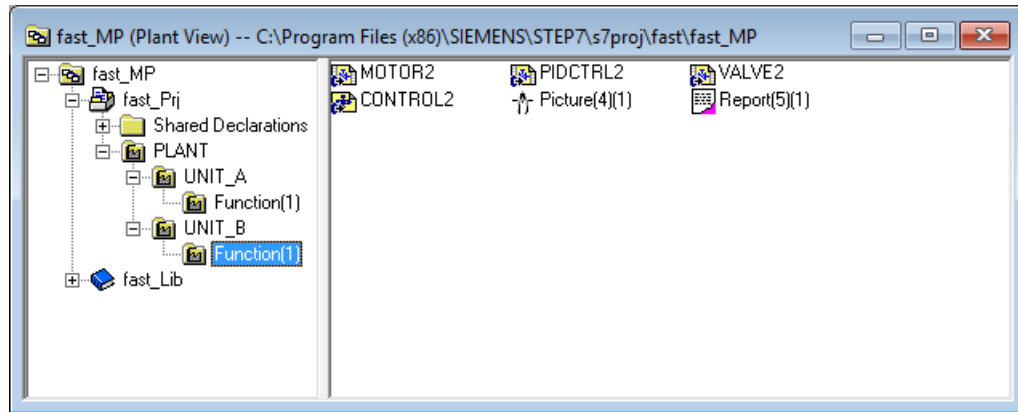 fast_MP (Plant View) -- C:\Program Files (x86)\SIEMENS\STEP7\s7proj\fast\fast_MP
fast_MP
fast_Prj
Shared Declarations
PLANT
UNIT_A
Function(1)
UNIT_B
Function(1)
fast_Lib
MOTOR2 PIDCTRL2 VALVE2
CONTROL2 Picture(4)(1) Report(5)(1)